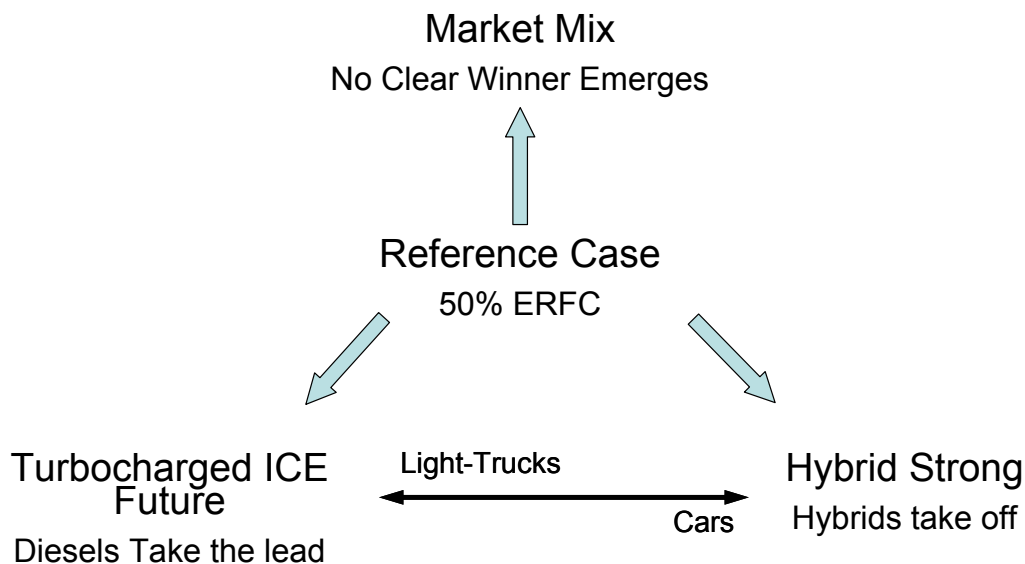 Market Mix
No Clear Winner Emerges
Reference Case
50% ERFC
Turbocharged ICE
Future
Diesels Take the lead
Light-Trucks
Cars
Hybrid Strong
Hybrids take off